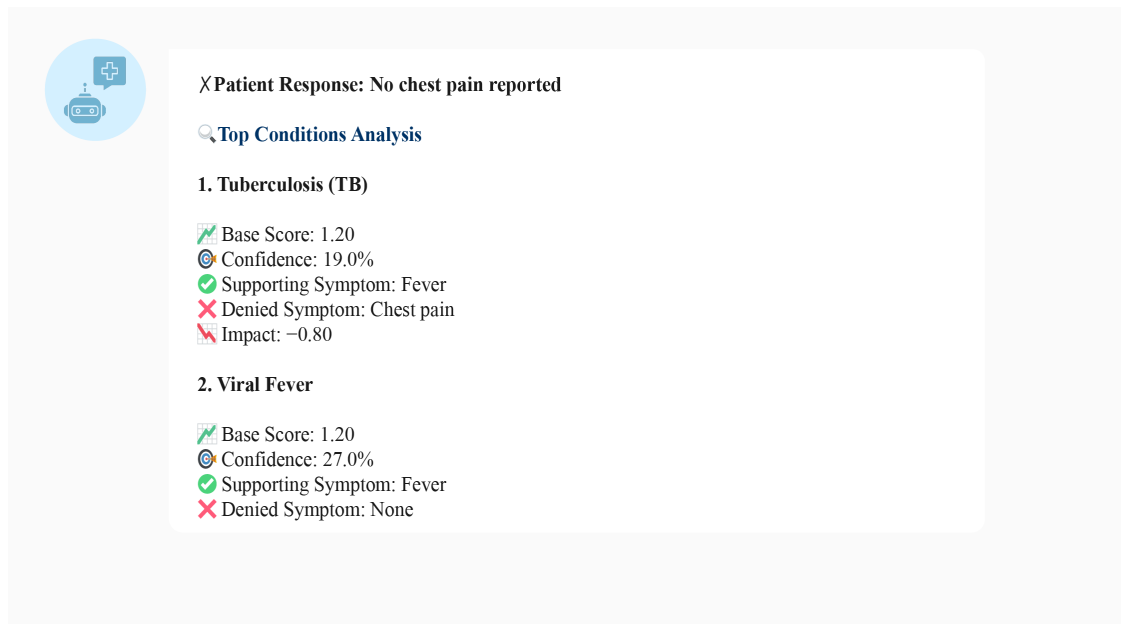 ☓Patient Response: No chest pain reported
🔍Top Conditions Analysis
1. Tuberculosis (TB)
📈 Base Score: 1.20
🎯 Confidence: 19.0%
✅ Supporting Symptom: Fever
❌ Denied Symptom: Chest pain
📉 Impact: −0.80
2. Viral Fever
📈 Base Score: 1.20
🎯 Confidence: 27.0%
✅ Supporting Symptom: Fever
❌ Denied Symptom: None